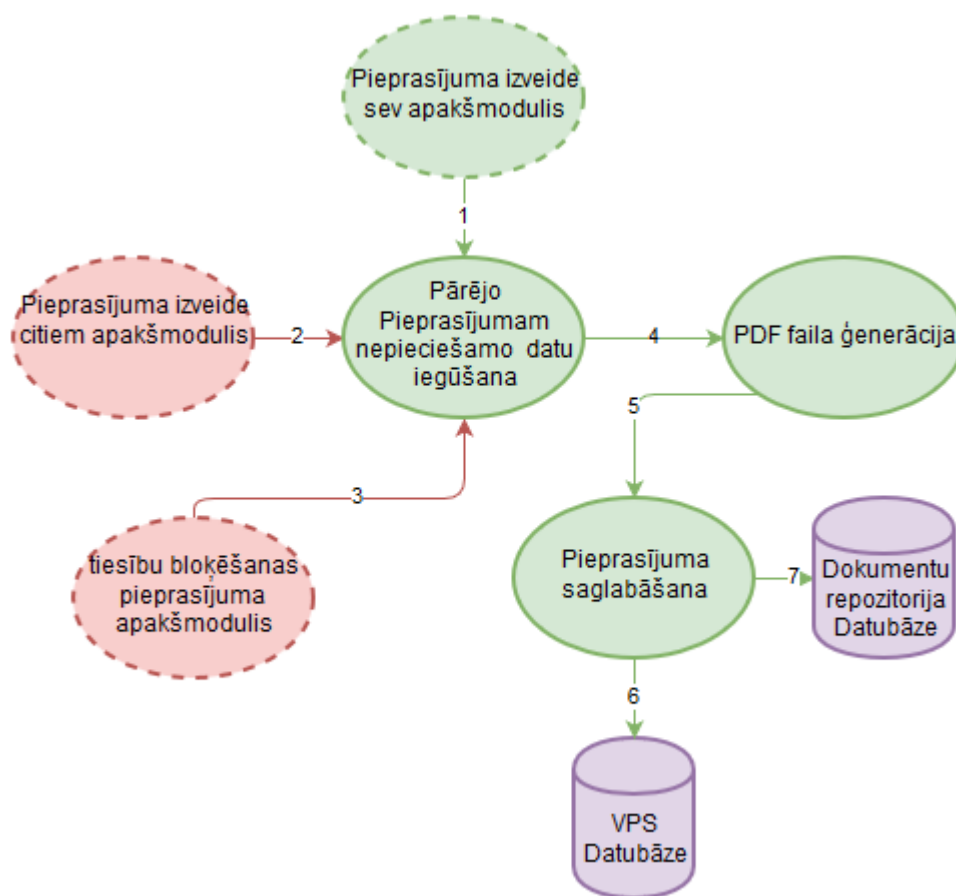 Pieprasījuma izveide
sev apakšmodulis
1
Pieprasījuma izveide
citiem apakšmodulis
2
Pārējo
Pieprasījumam
nepieciešamo datu
iegūšana
4
PDF faila ģenerācija
5
3
tiesību bloķēšanas
pieprasījuma
apakšmodulis
Pieprasījuma
saglabāšana
7
Dokumentu
repozitorija
Datubāze
6
VPS
Datubāze